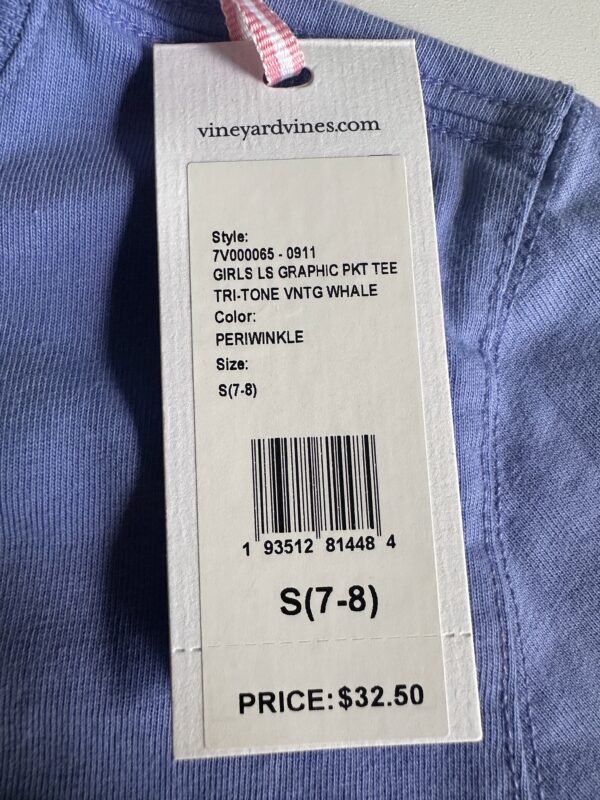 vineyardvines.com
Style:
7V000065 - 0911
GIRLS LS GRAPHIC PKT TEE
TRI-TONE VNTG WHALE
Color:
PERIWINKLE
Size:
S(7-8)
1 93512 81448 4
S(7-8)
PRICE: $32.50